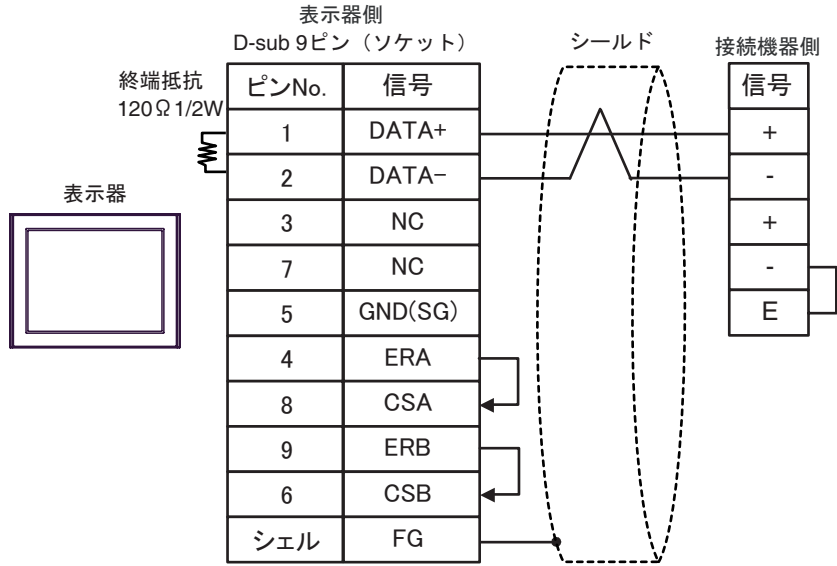 表示器側
D-sub 9ピン（ソケット）
シールド
接続機器側
終端抵抗
120Ω1/2W
ピンNo. 信号
信号
1 DATA+
+
2 DATA−
-
3 NC
+
7 NC
-
5 GND(SG)
E
4 ERA
8 CSA
9 ERB
6 CSB
シェル FG
表示器